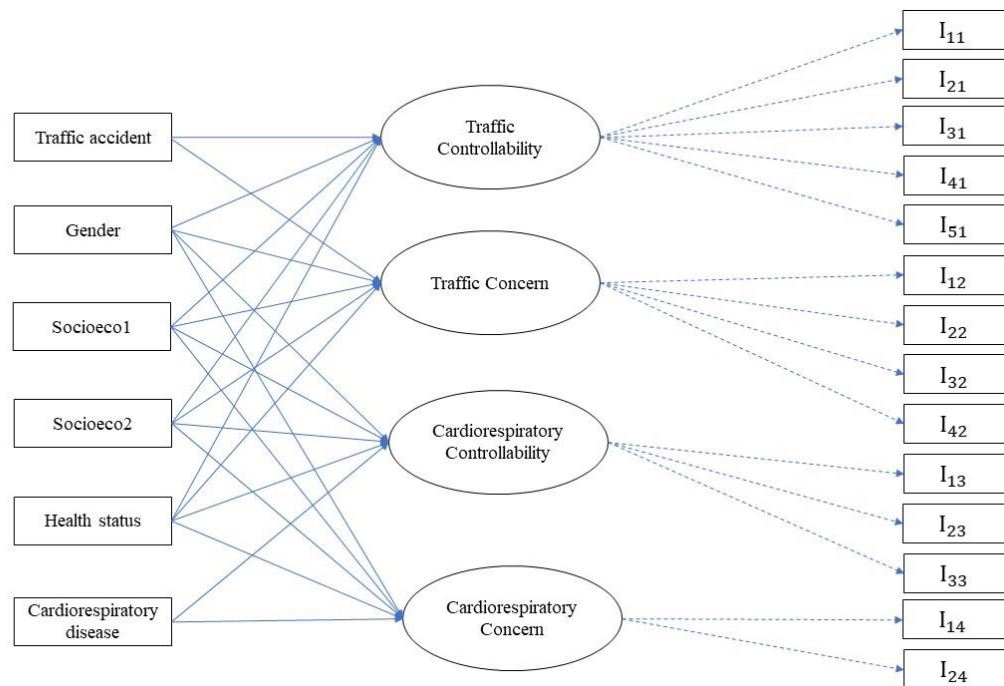 Traffic accident
Gender
Socioeco1
Socioeco2
Health status
Cardiorespiratory
disease
Traffic
Controllability
Traffic Concern
Cardiorespiratory
Controllability
Cardiorespiratory
Concern
I₁₁
I₂₁
I₃₁
I₄₁
I₅₁
I₁₂
I₂₂
I₃₂
I₄₂
I₁₃
I₂₃
I₃₃
I₁₄
I₂₄